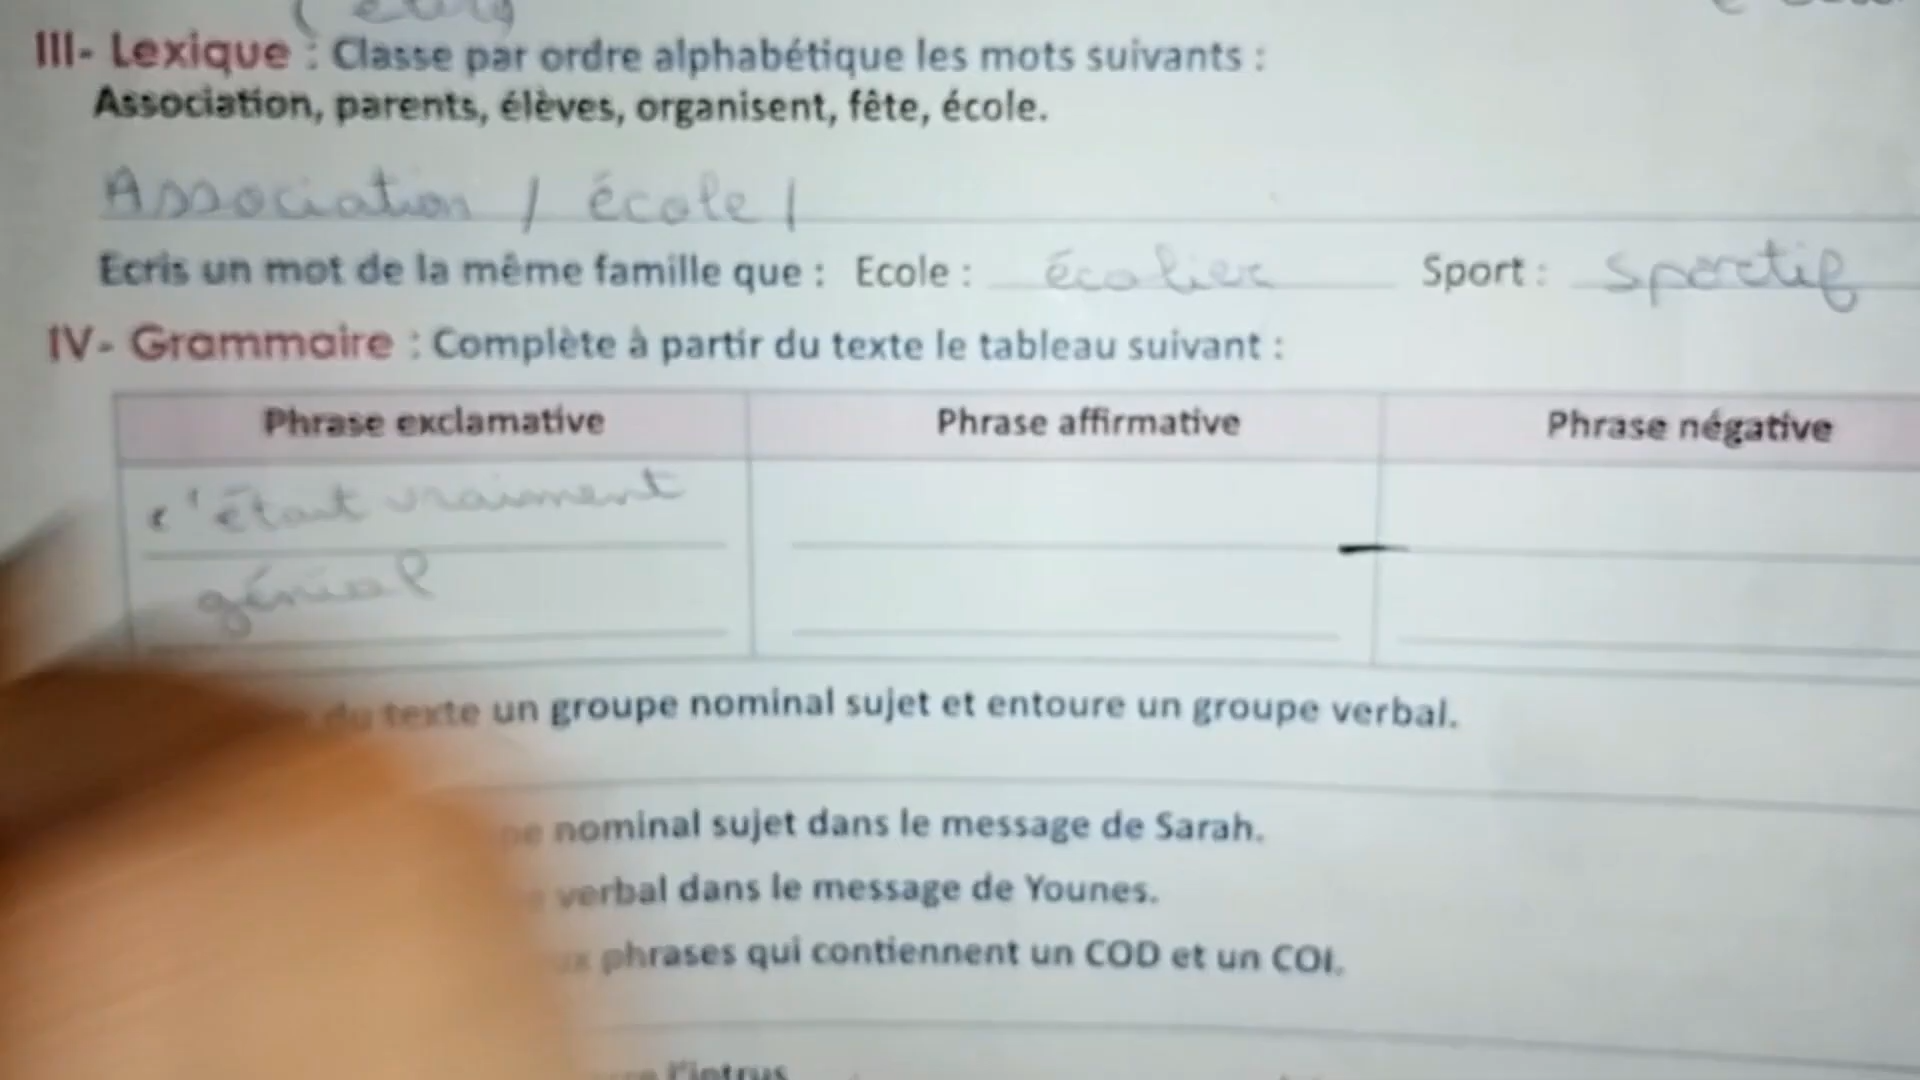 III- Lexique : Classe par ordre alphabétique les mots suivants :
Association, parents, élèves, organisent, fête, école.
Association / école /
Ecris un mot de la même famille que : Ecole : écolier Sport : sportif
IV- Grammaire : Complète à partir du texte le tableau suivant :
Phrase exclamative Phrase affirmative Phrase négative
c'était vraiment
génial
du texte un groupe nominal sujet et entoure un groupe verbal.
nominal sujet dans le message de Sarah.
verbal dans le message de Younes.
phrases qui contiennent un COD et un COI.
l'intrus